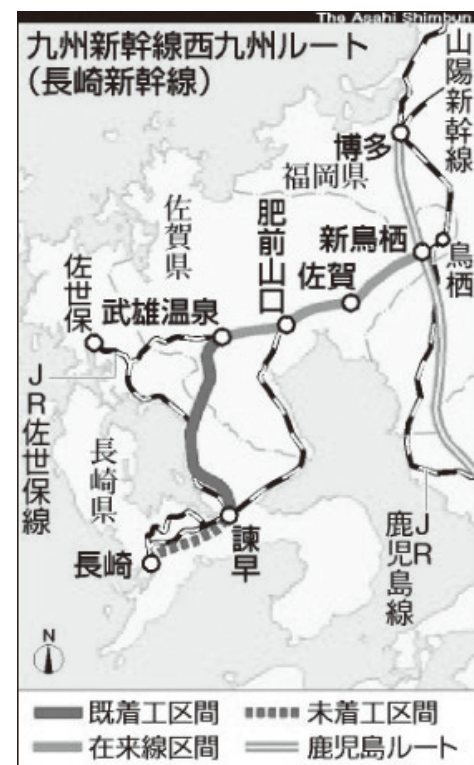 The Asahi Shimbun
九州新幹線西九州ルート
(長崎新幹線)
山陽新幹線
博多
福岡県
佐賀県
肥前山口
新鳥栖
鳥栖
佐賀
佐世保
武雄温泉
JR佐世保線
長崎県
諫早
長崎
JR
鹿児島線
N
既着工区間
未着工区間
在来線区間
鹿児島ルート